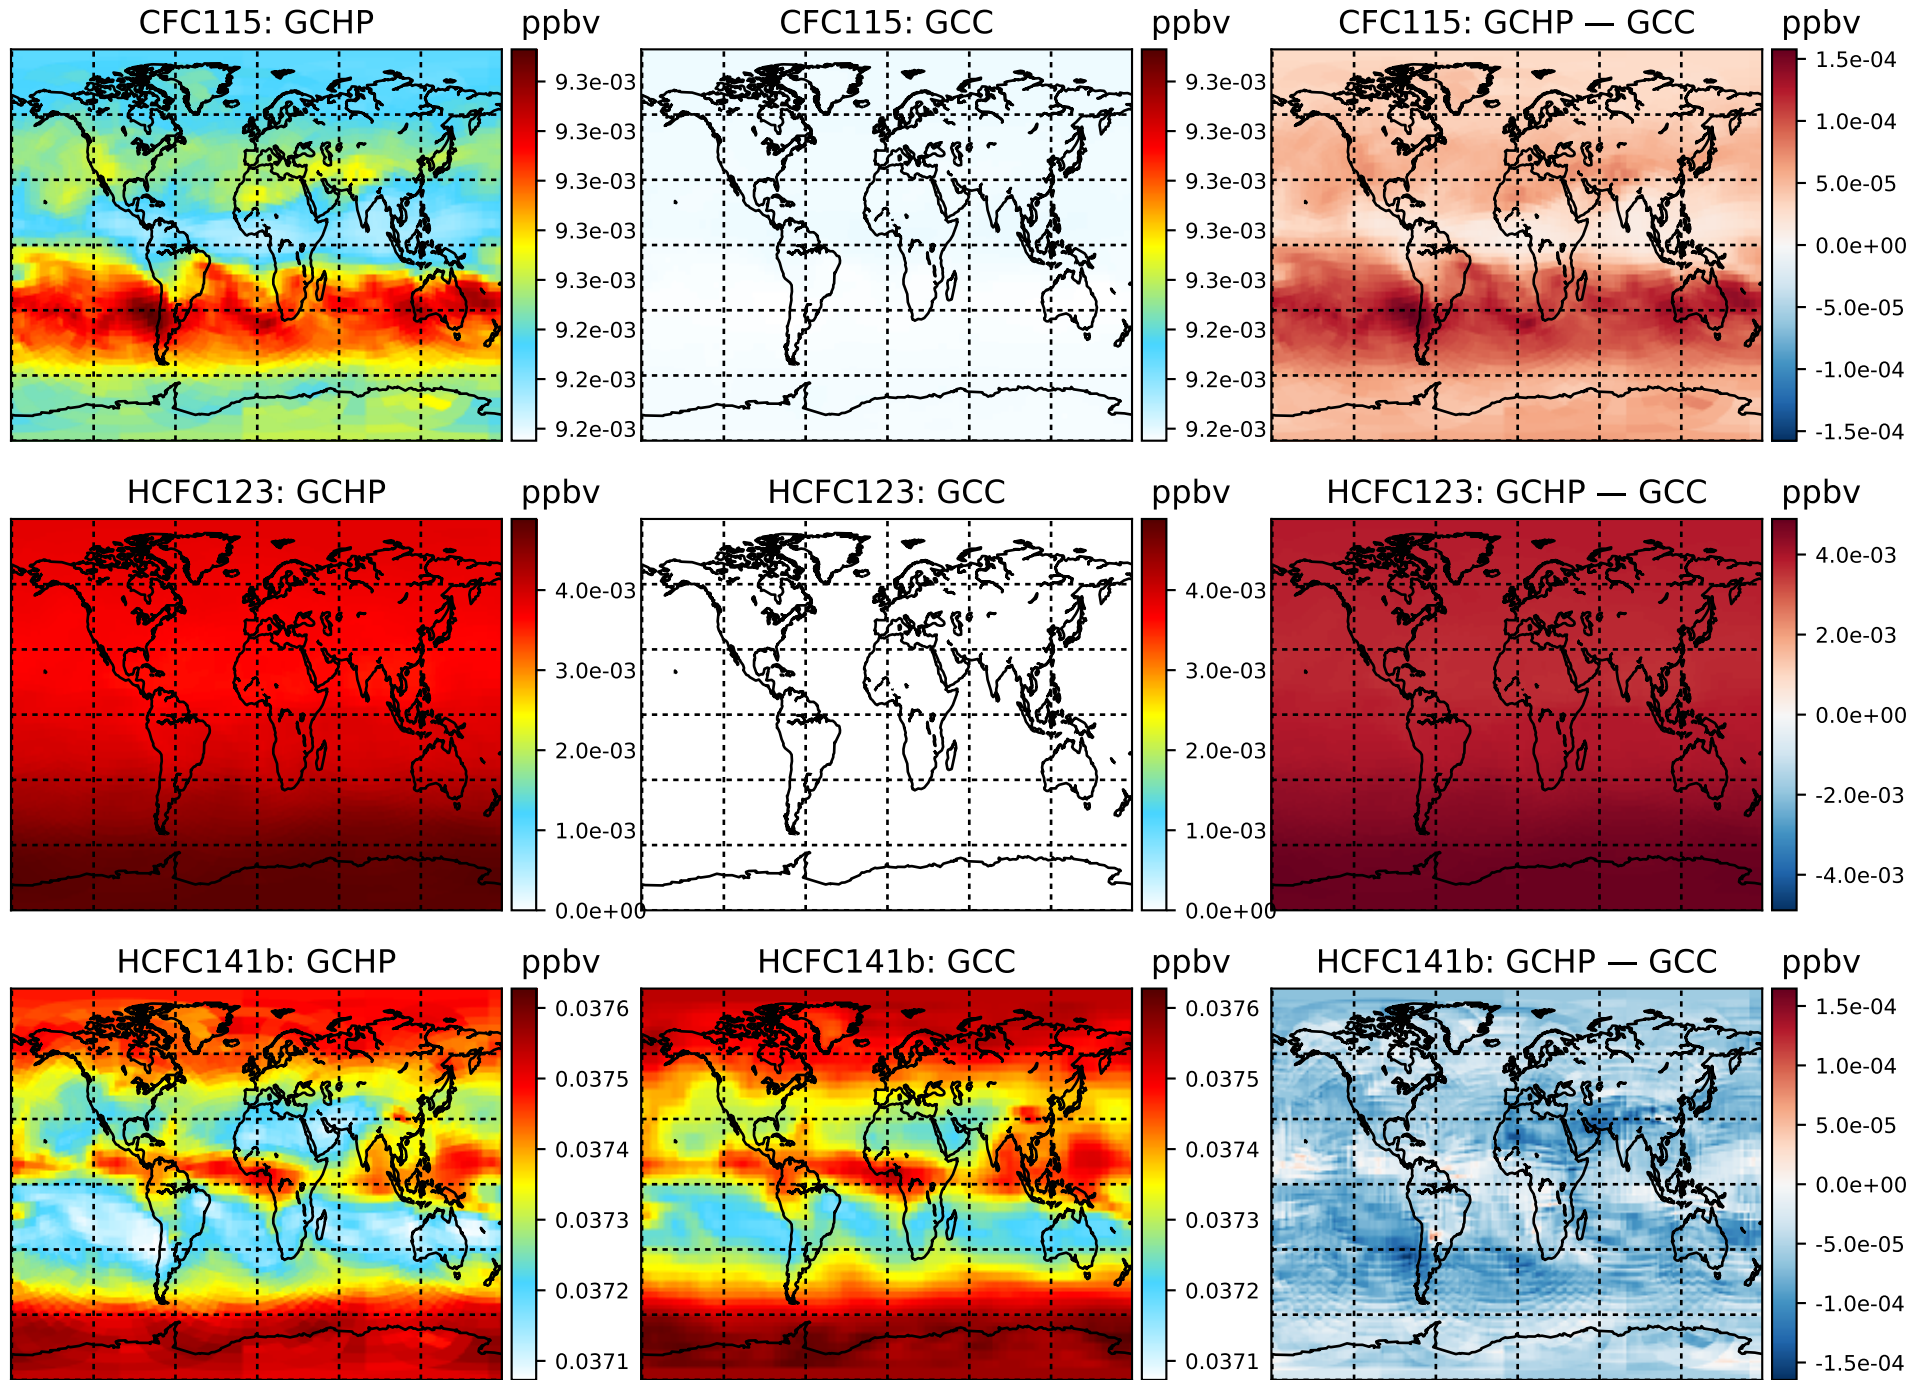 CFC115: GCHP ppbv CFC115: GCC ppbv CFC115: GCHP — GCC ppbv
9.3e-03 9.3e-03 1.5e-04
9.3e-03 9.3e-03 1.0e-04
9.3e-03 9.3e-03 5.0e-05
9.3e-03 9.3e-03 0.0e+00
9.3e-03 9.3e-03 -5.0e-05
9.2e-03 9.2e-03 -1.0e-04
9.2e-03 9.2e-03 -1.5e-04
9.2e-03 9.2e-03
HCFC123: GCHP ppbv HCFC123: GCC ppbv HCFC123: GCHP — GCC ppbv
4.0e-03 4.0e-03 4.0e-03
3.0e-03 3.0e-03 2.0e-03
2.0e-03 2.0e-03 0.0e+00
1.0e-03 1.0e-03 -2.0e-03
0.0e+00 0.0e+00 -4.0e-03
HCFC141b: GCHP ppbv HCFC141b: GCC ppbv HCFC141b: GCHP — GCC ppbv
0.0376 0.0376 1.5e-04
0.0375 0.0375 1.0e-04
0.0374 0.0374 5.0e-05
0.0373 0.0373 0.0e+00
0.0372 0.0372 -5.0e-05
0.0371 0.0371 -1.0e-04
-1.5e-04